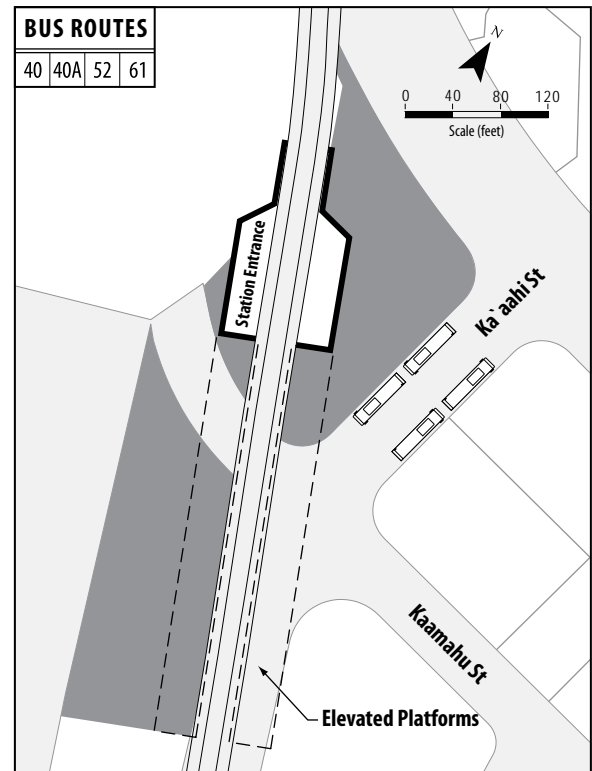 BUS ROUTES
40 40A 52 61
N
0 40 80 120
Scale (feet)
Station Entrance
Ka`aahi St
Kaamahu St
Elevated Platforms